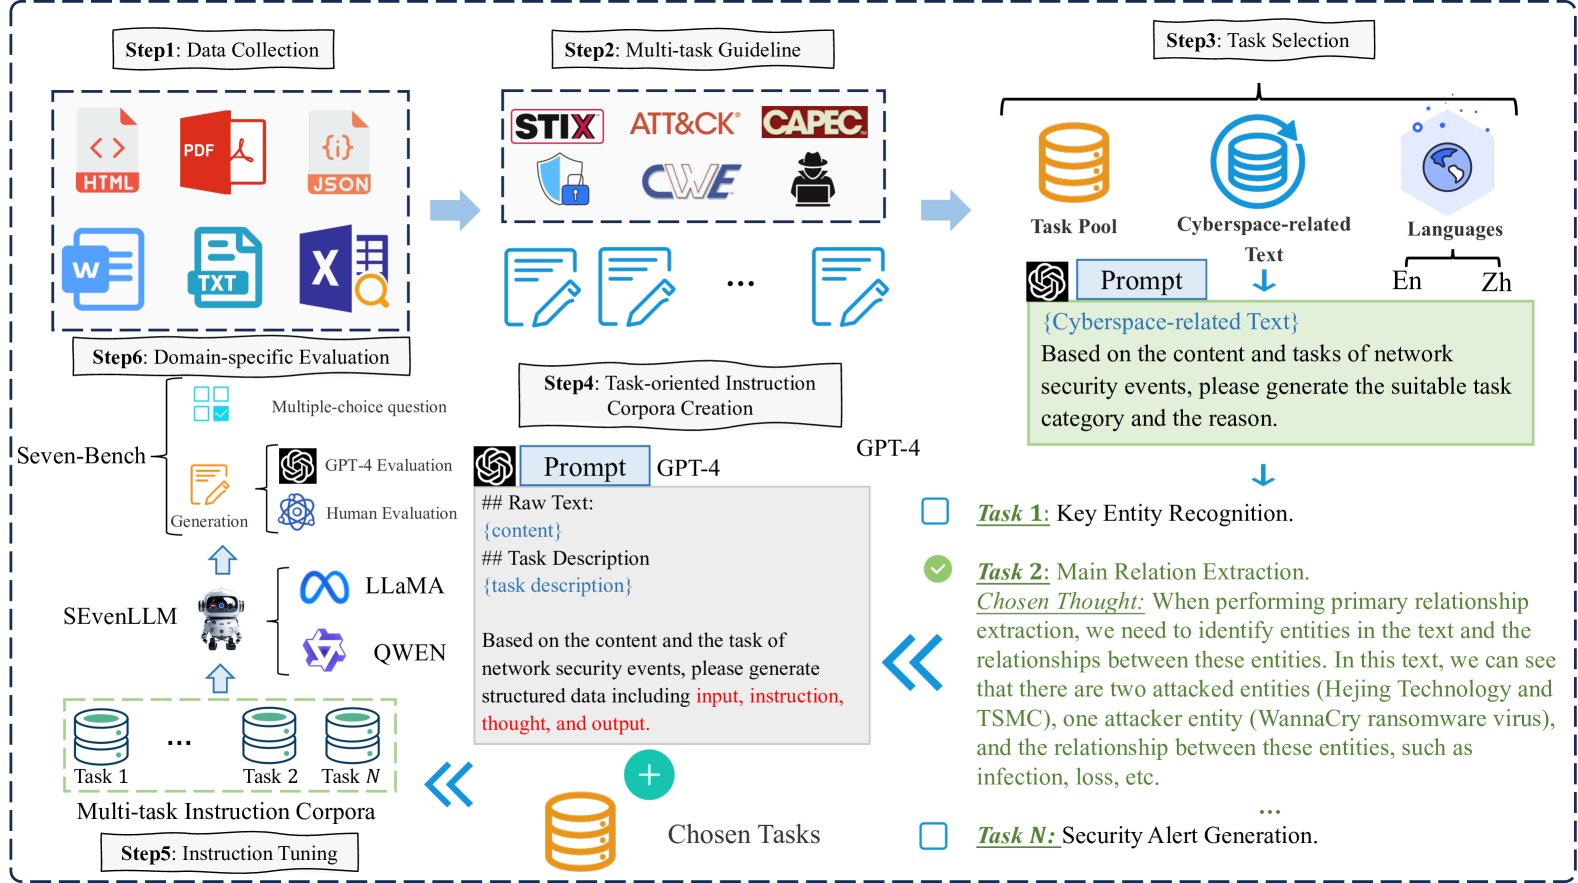 Step1: Data Collection
HTML
PDF
{i}
JSON
W
TXT
X
Step2: Multi-task Guideline
STIX
ATT&CK®
CAPEC
CWE
...
Step3: Task Selection
Task Pool
Cyberspace-related
Text
Languages
En
Zh
Prompt
{Cyberspace-related Text}
Based on the content and tasks of network
security events, please generate the suitable task
category and the reason.
GPT-4
Task 1: Key Entity Recognition.
Task 2: Main Relation Extraction.
Chosen Thought: When performing primary relationship
extraction, we need to identify entities in the text and the
relationships between these entities. In this text, we can see
that there are two attacked entities (Hejing Technology and
TSMC), one attacker entity (WannaCry ransomware virus),
and the relationship between these entities, such as
infection, loss, etc.
...
Task N: Security Alert Generation.
Step4: Task-oriented Instruction
Corpora Creation
Prompt
GPT-4
## Raw Text:
{content}
## Task Description
{task description}
Based on the content and the task of
network security events, please generate
structured data including input, instruction,
thought, and output.
Chosen Tasks
Task 1
...
Task 2
Task N
Multi-task Instruction Corpora
Step5: Instruction Tuning
SEvenLLM
LLaMA
QWEN
Step6: Domain-specific Evaluation
Seven-Bench
Multiple-choice question
Generation
GPT-4 Evaluation
Human Evaluation